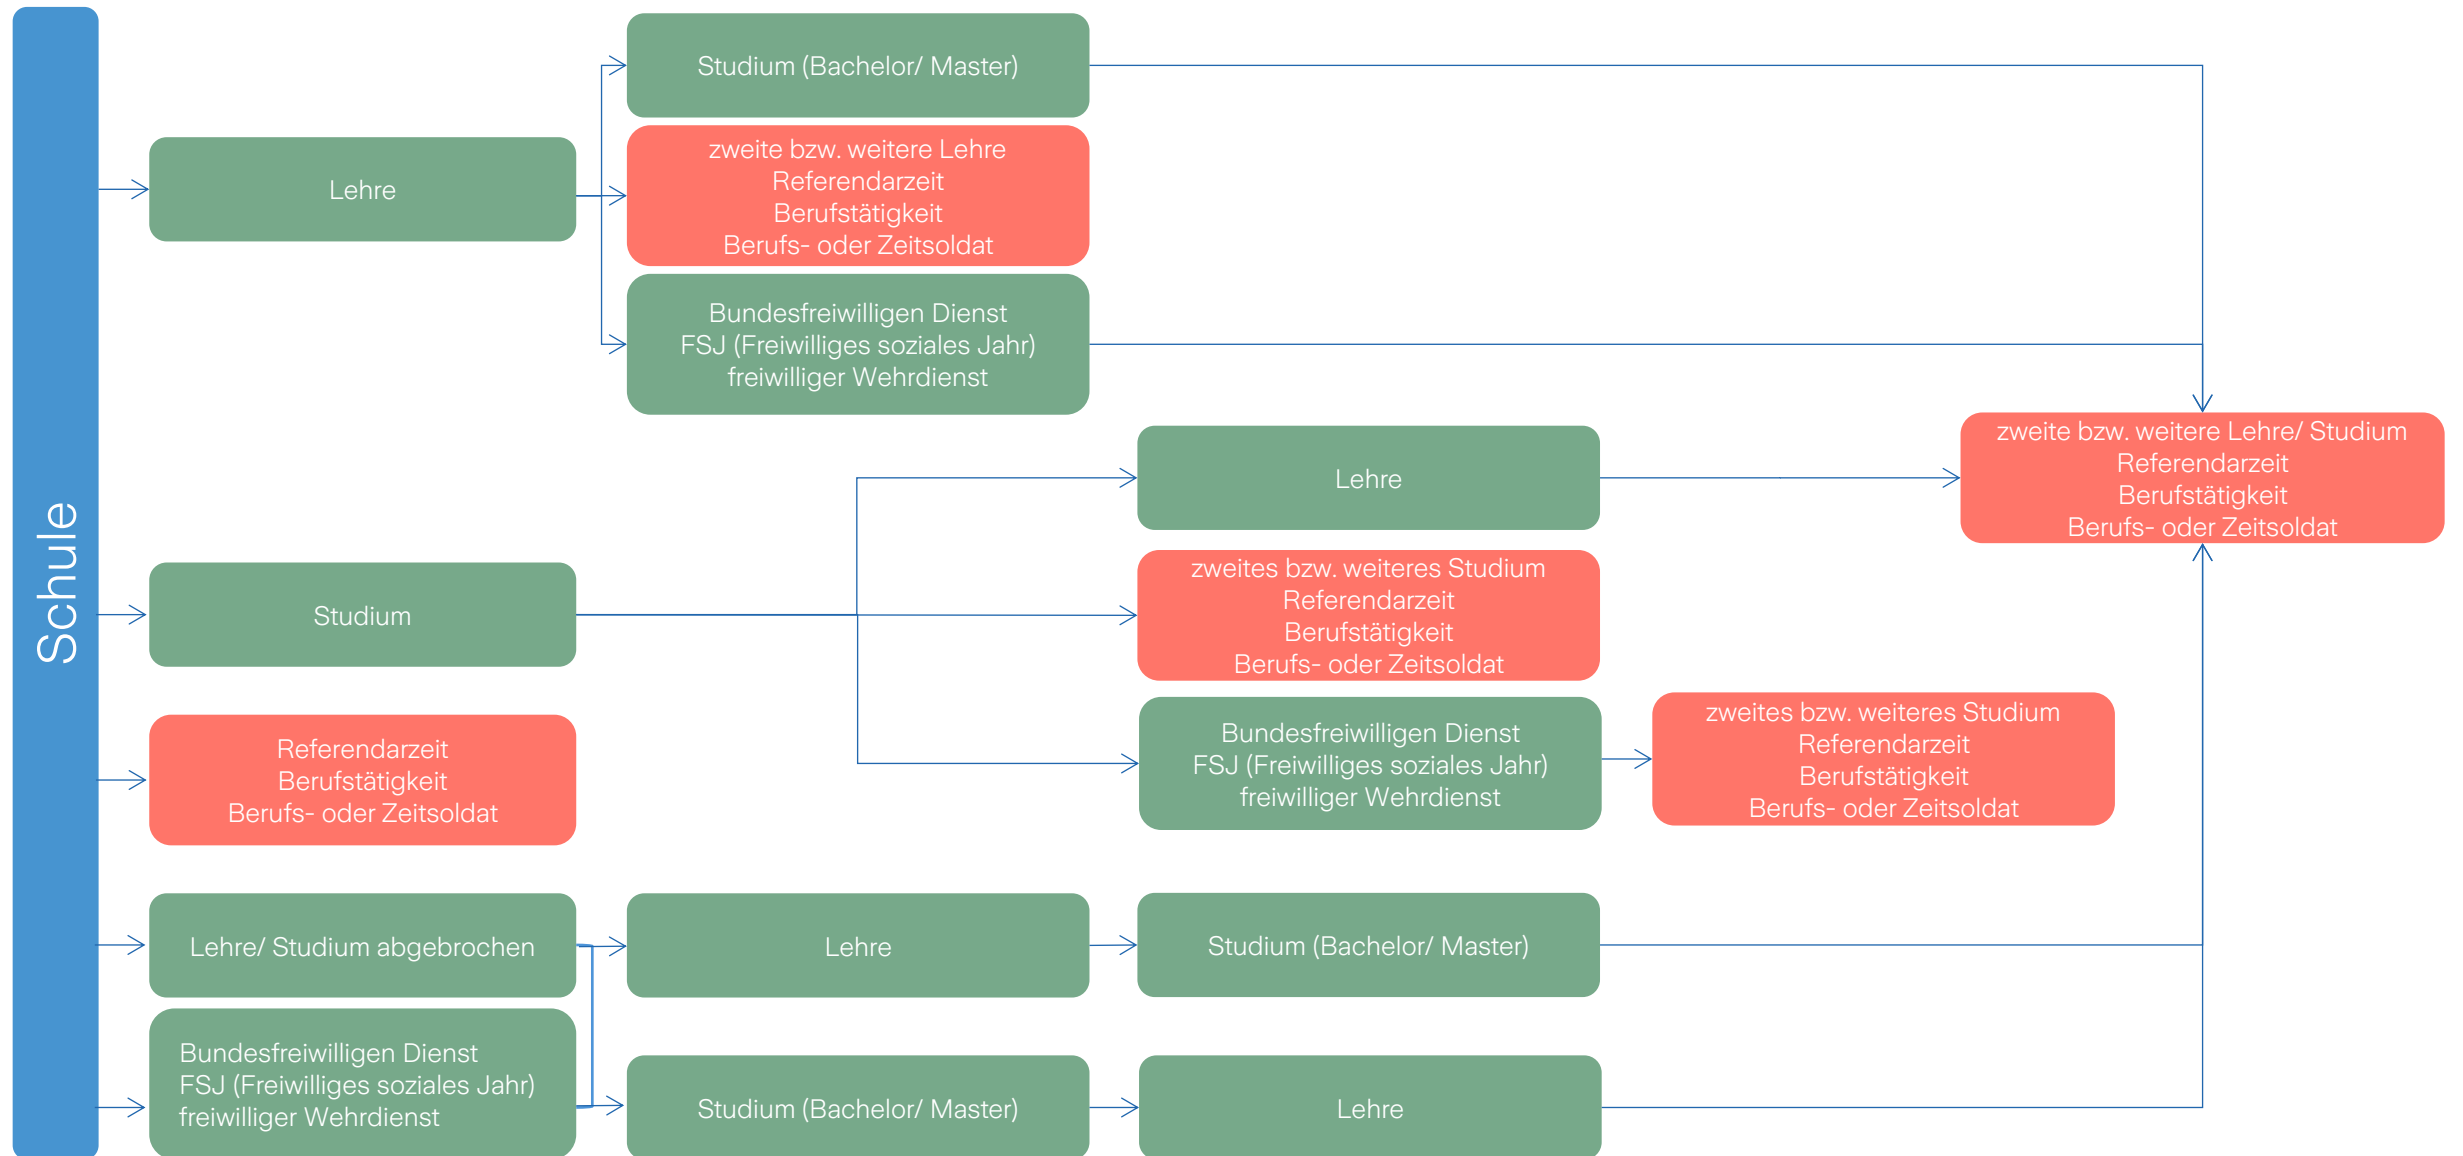 Schule
Lehre
Studium (Bachelor/ Master)
zweite bzw. weitere Lehre
Referendarzeit
Berufstätigkeit
Berufs- oder Zeitsoldat
Bundesfreiwilligen Dienst
FSJ (Freiwilliges soziales Jahr)
freiwilliger Wehrdienst
Studium
Lehre
zweite bzw. weitere Lehre/ Studium
Referendarzeit
Berufstätigkeit
Berufs- oder Zeitsoldat
zweites bzw. weiteres Studium
Referendarzeit
Berufstätigkeit
Berufs- oder Zeitsoldat
Bundesfreiwilligen Dienst
FSJ (Freiwilliges soziales Jahr)
freiwilliger Wehrdienst
zweites bzw. weiteres Studium
Referendarzeit
Berufstätigkeit
Berufs- oder Zeitsoldat
Referendarzeit
Berufstätigkeit
Berufs- oder Zeitsoldat
Lehre/ Studium abgebrochen
Lehre
Studium (Bachelor/ Master)
Bundesfreiwilligen Dienst
FSJ (Freiwilliges soziales Jahr)
freiwilliger Wehrdienst
Studium (Bachelor/ Master)
Lehre